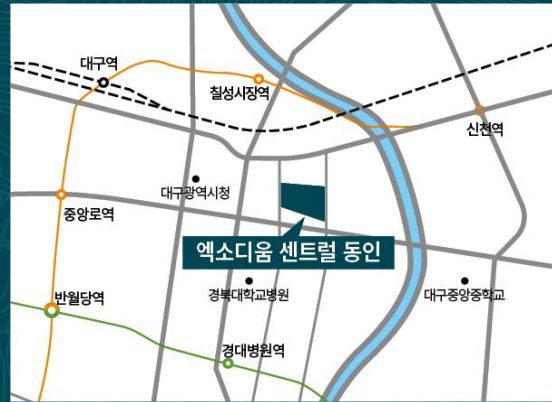 대구역
칠성시장역
신천역
대구광역시청
중앙로역
엑소디움 센트럴 동인
경북대학교병원
대구중앙중학교
반월당역
경대병원역